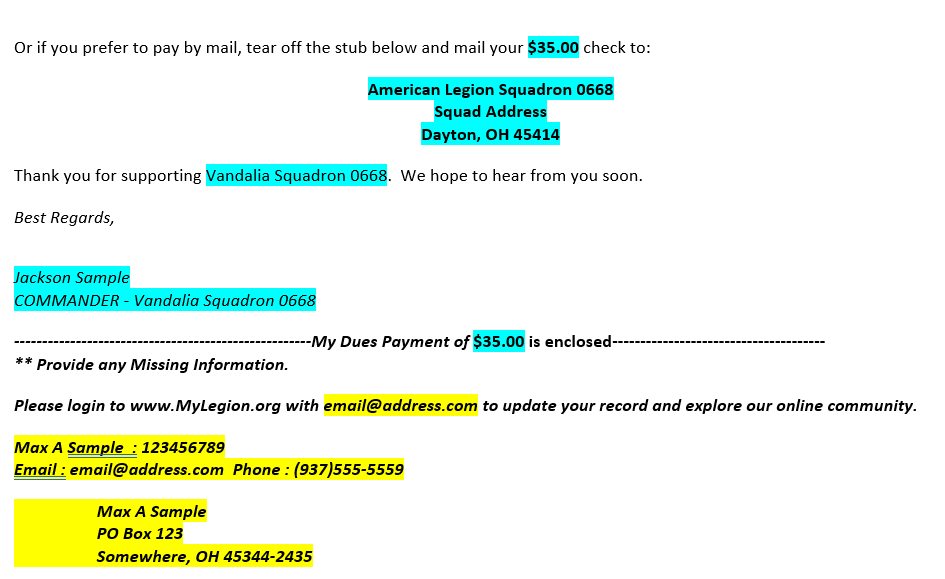 Or if you prefer to pay by mail, tear off the stub below and mail your $35.00 check to:
American Legion Squadron 0668
Squad Address
Dayton, OH 45414
Thank you for supporting Vandalia Squadron 0668.  We hope to hear from you soon.
Best Regards,
Jackson Sample
COMMANDER - Vandalia Squadron 0668
-----------------------------------------------------My Dues Payment of $35.00 is enclosed--------------------------------------
** Provide any Missing Information.
Please login to www.MyLegion.org with email@address.com to update your record and explore our online community.
Max A Sample : 123456789
Email : email@address.com  Phone : (937)555-5559
Max A Sample
PO Box 123
Somewhere, OH 45344-2435